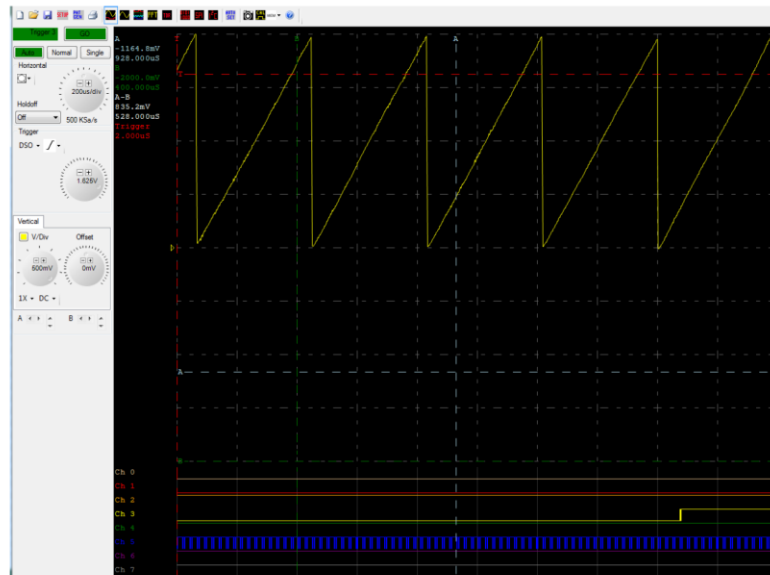 Trigger ?
GO
Auto
Normal
Single
Horizontal
200us/div
Holdoff
Off
500 KSa/s
Trigger
DSO
1.625V
Vertical
V/Div
Offset
600mV
0mV
1X
DC
A
B
A
-1164.8mV
928.000uS
B
-2000.0mV
400.000uS
A-B
835.2mV
528.000uS
Trigger
0.000uS
A
A
Ch 0
Ch 1
Ch 2
Ch 3
Ch 4
Ch 5
Ch 6
Ch 7